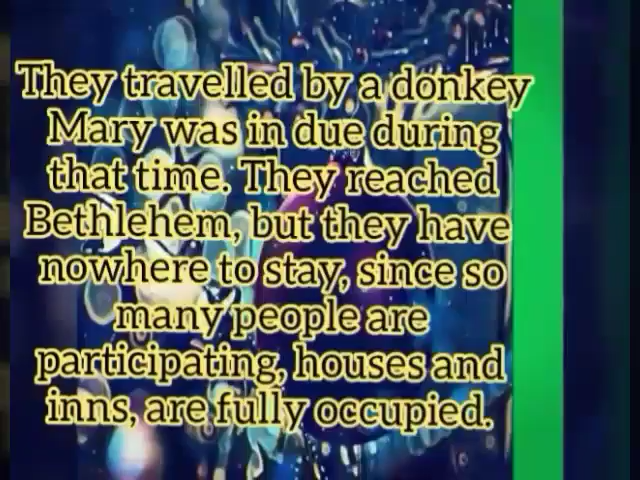 They travelled by a donkey
Mary was in due during
that time. They reached
Bethlehem, but they have
nowhere to stay, since so
many people are
participating, houses and
inns, are fully occupied.